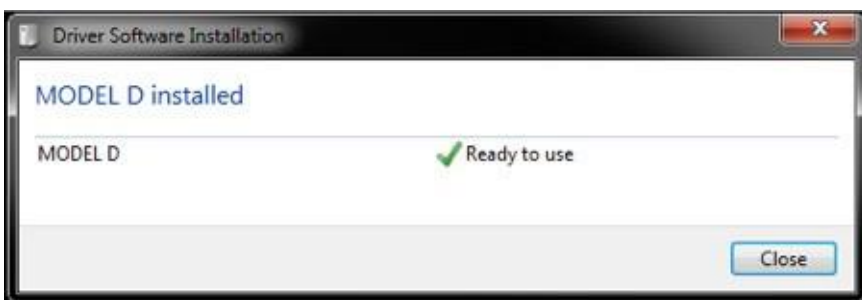 Driver Software Installation
MODEL D installed
MODEL D Ready to use
Close